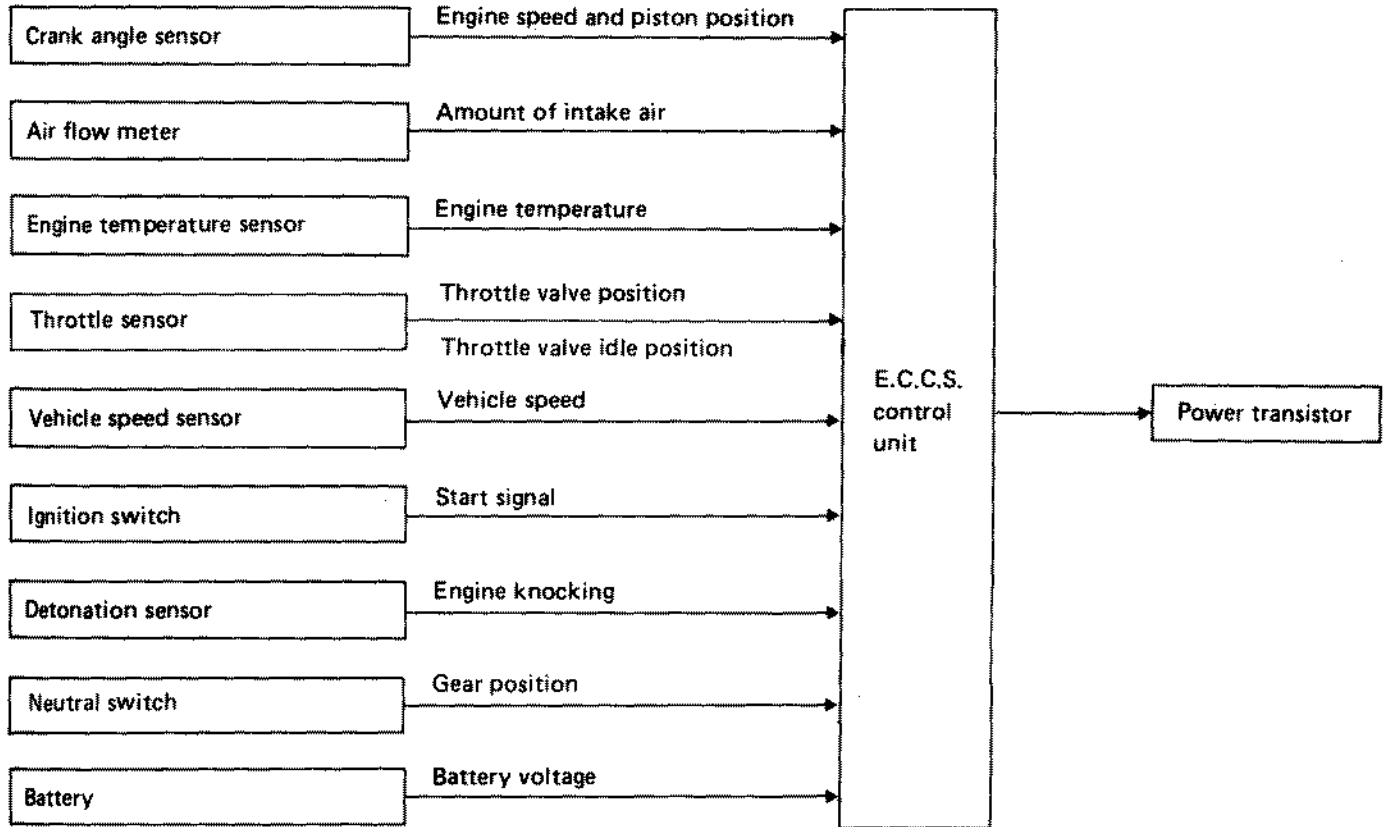 Crank angle sensor
Engine speed and piston position
Air flow meter
Amount of intake air
Engine temperature sensor
Engine temperature
Throttle sensor
Throttle valve position
Throttle valve idle position
Vehicle speed sensor
Vehicle speed
Ignition switch
Start signal
Detonation sensor
Engine knocking
Neutral switch
Gear position
Battery
Battery voltage
E.C.C.S.
control
unit
Power transistor